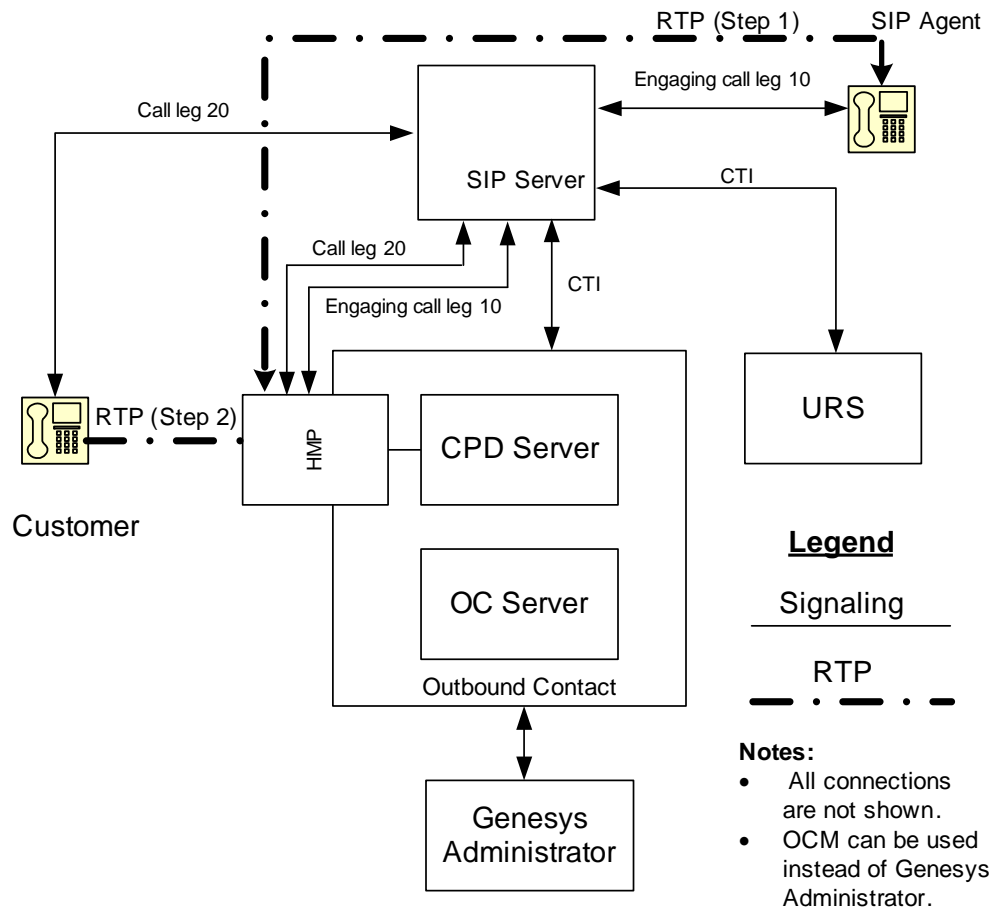 RTP (Step 1)
SIP Agent
Engaging call leg 10
Call leg 20
SIP Server
CTI
Call leg 20
CTI
Engaging call leg 10
URS
RTP (Step 2)
HMP
CPD Server
Customer
Legend
Signaling
OC Server
RTP
Outbound Contact
Notes:
• All connections
are not shown.
• OCM can be used
instead of Genesys
Administrator.
Genesys
Administrator